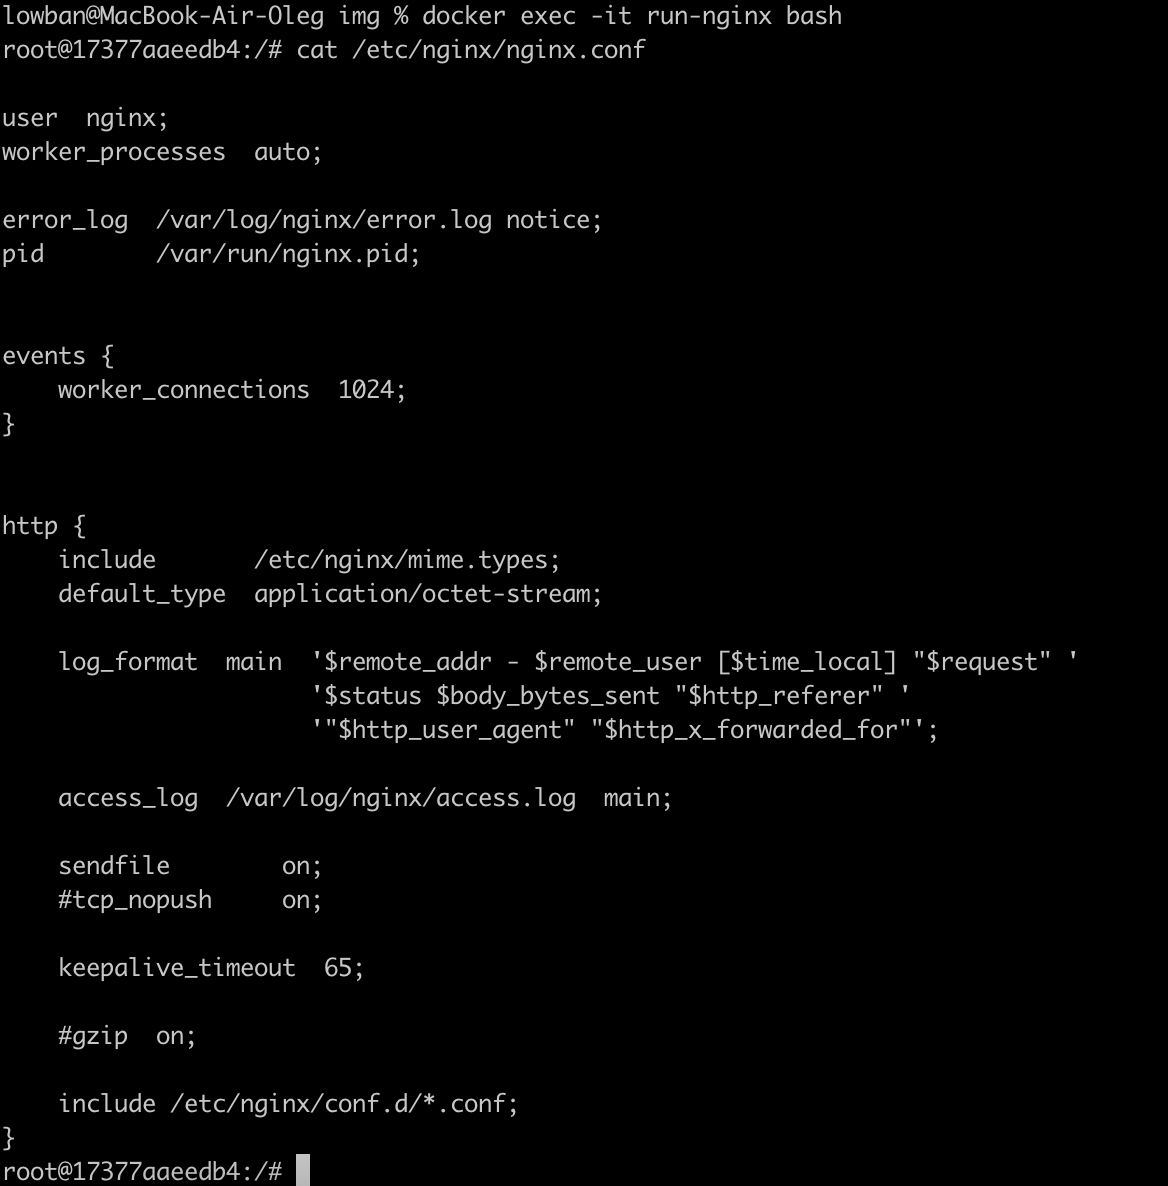 lowban@MacBook-Air-Oleg img % docker exec -it run-nginx bash
root@17377aaeedb4:/# cat /etc/nginx/nginx.conf

user  nginx;
worker_processes  auto;

error_log  /var/log/nginx/error.log notice;
pid        /var/run/nginx.pid;


events {
    worker_connections  1024;
}


http {
    include       /etc/nginx/mime.types;
    default_type  application/octet-stream;

    log_format  main  '$remote_addr - $remote_user [$time_local] "$request" '
                      '$status $body_bytes_sent "$http_referer" '
                      '"$http_user_agent" "$http_x_forwarded_for"';

    access_log  /var/log/nginx/access.log  main;

    sendfile        on;
    #tcp_nopush     on;

    keepalive_timeout  65;

    #gzip  on;

    include /etc/nginx/conf.d/*.conf;
}
root@17377aaeedb4:/#